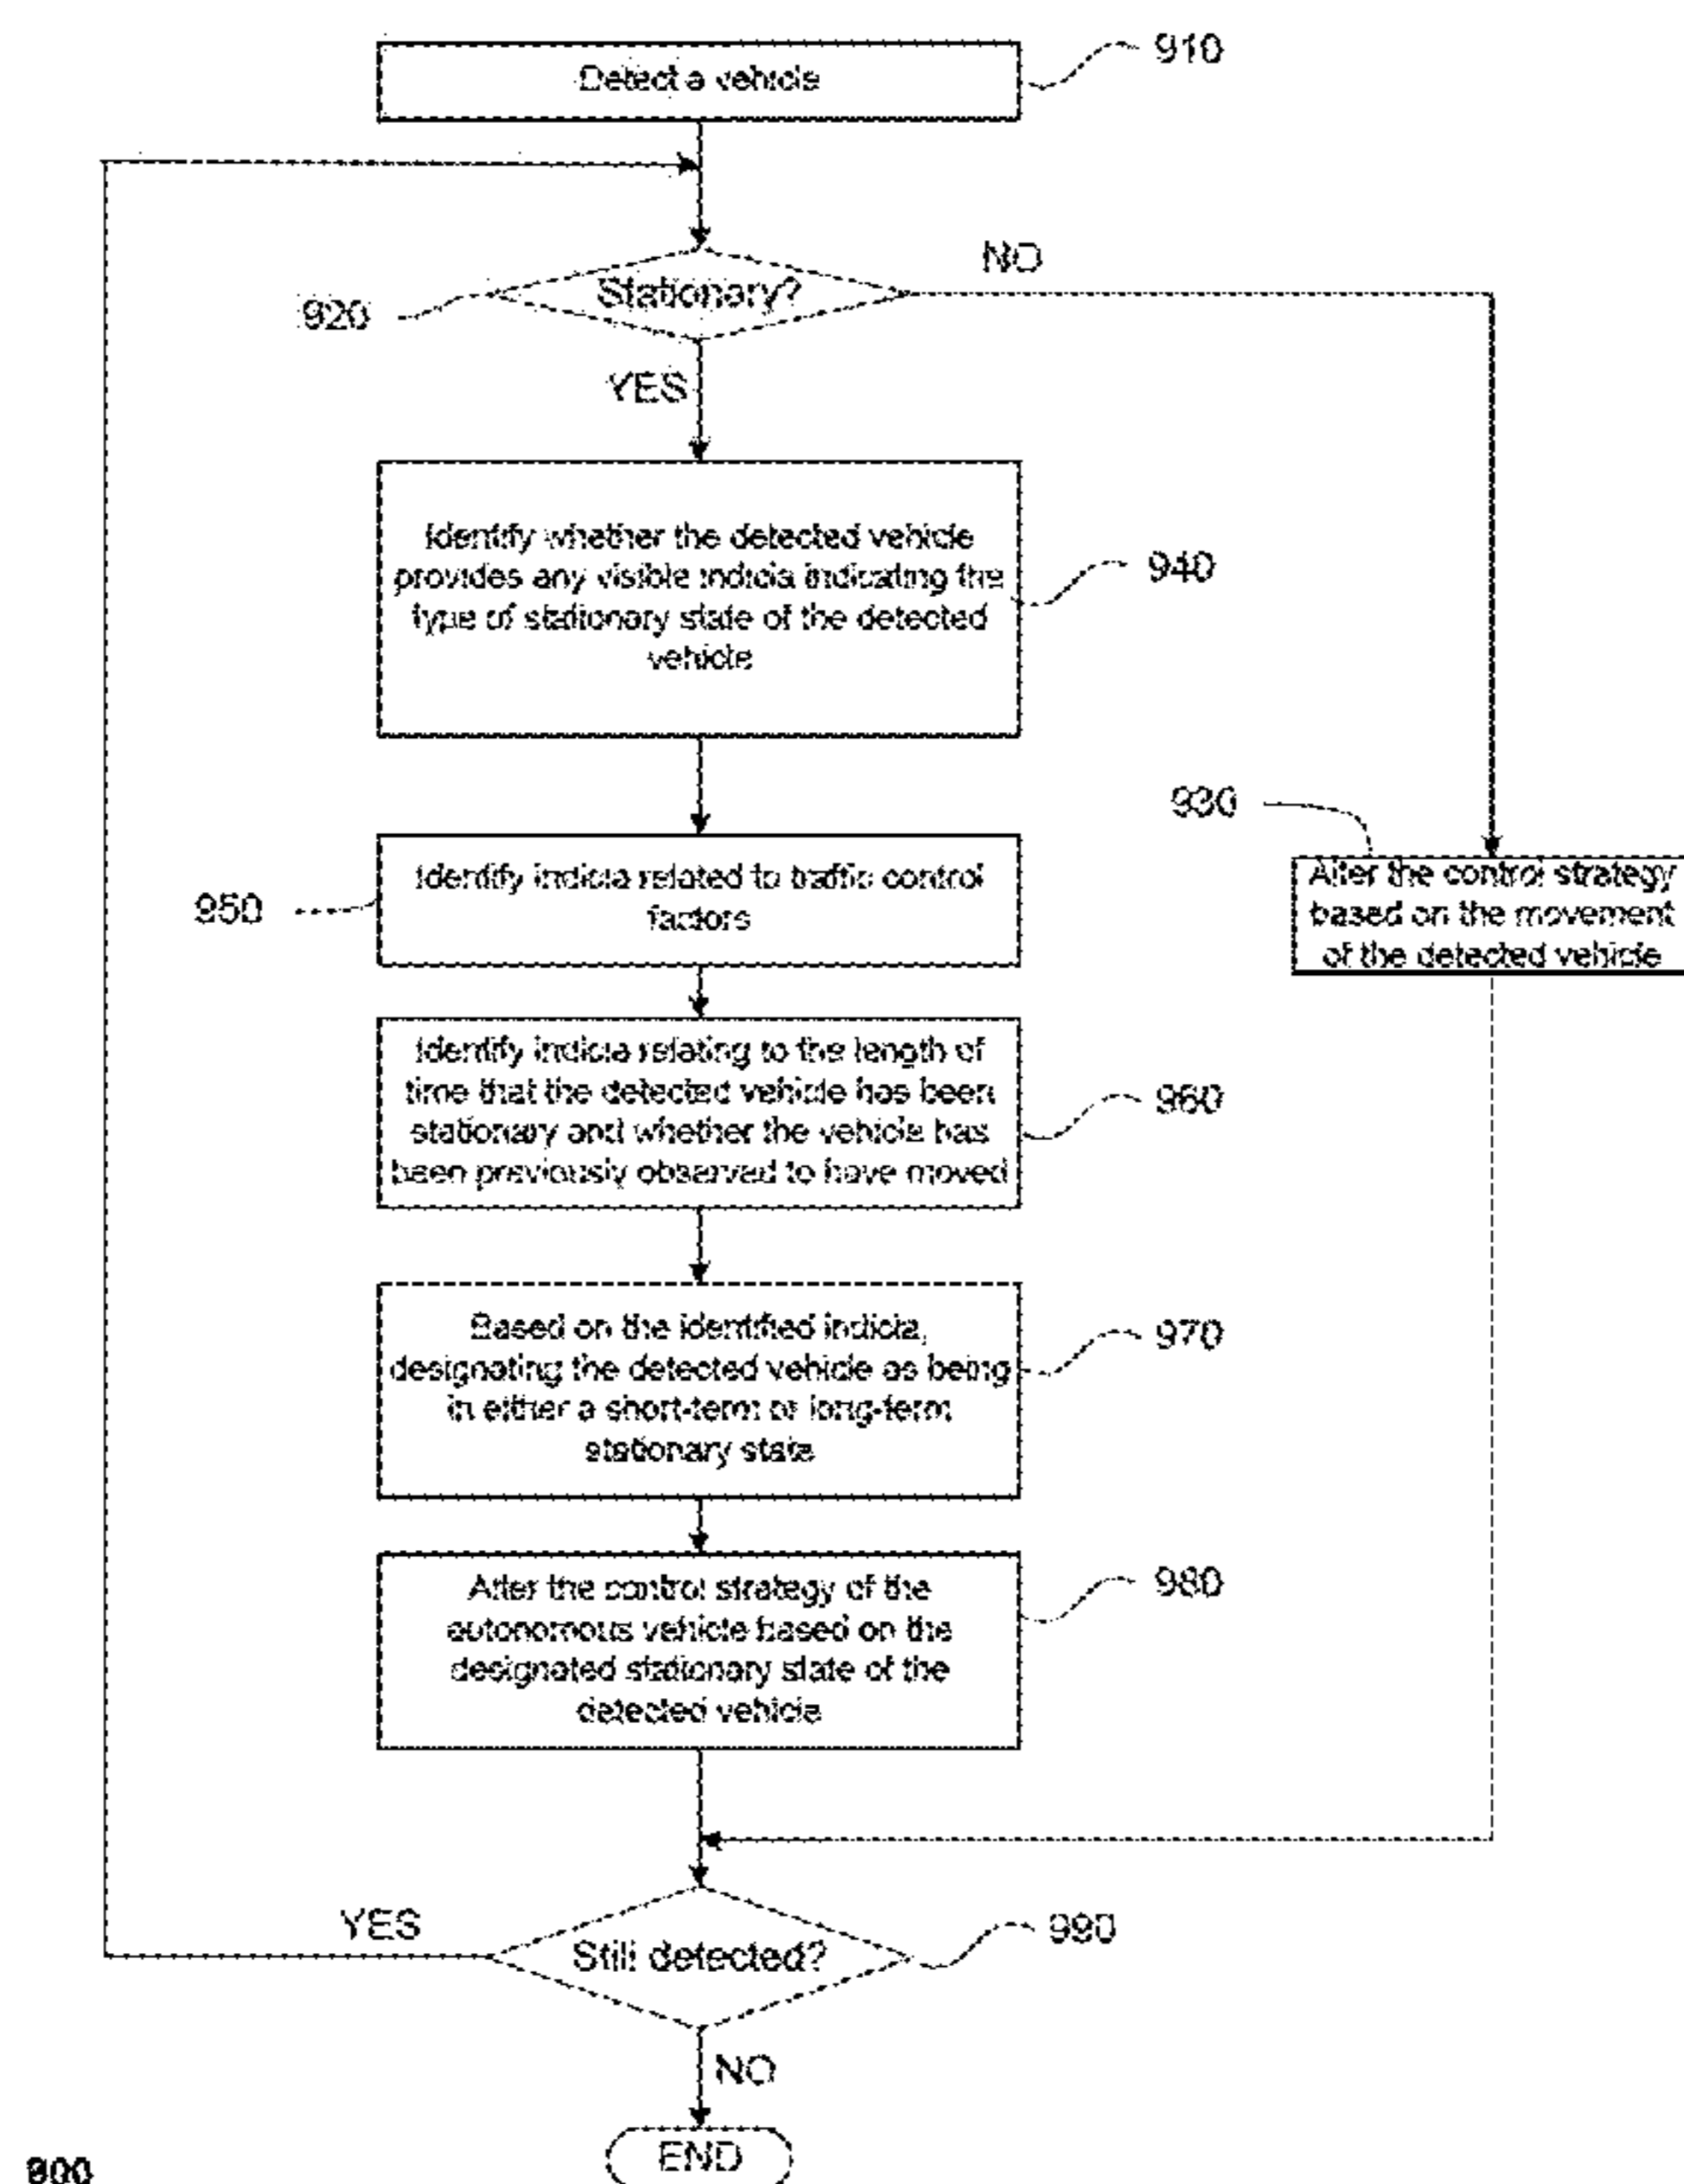 Detect a vehicle
910
Stationary?
920
NO
YES
Identify whether the detected vehicle
provides any visible indicia indicating the
type of stationary state of the detected
vehicle
940
930
Alter the control strategy
based on the movement
of the detected vehicle
Identify indicia related to traffic control
factors
950
Identify indicia relating to the length of
time that the detected vehicle has been
stationary and whether the vehicle has
been previously observed to have moved
960
Based on the identified indicia,
designating the detected vehicle as being
in either a short-term or long-term
stationary state
970
Alter the control strategy of the
autonomous vehicle based on the
designated stationary state of the
detected vehicle
980
YES
Still detected?
990
NO
END
900